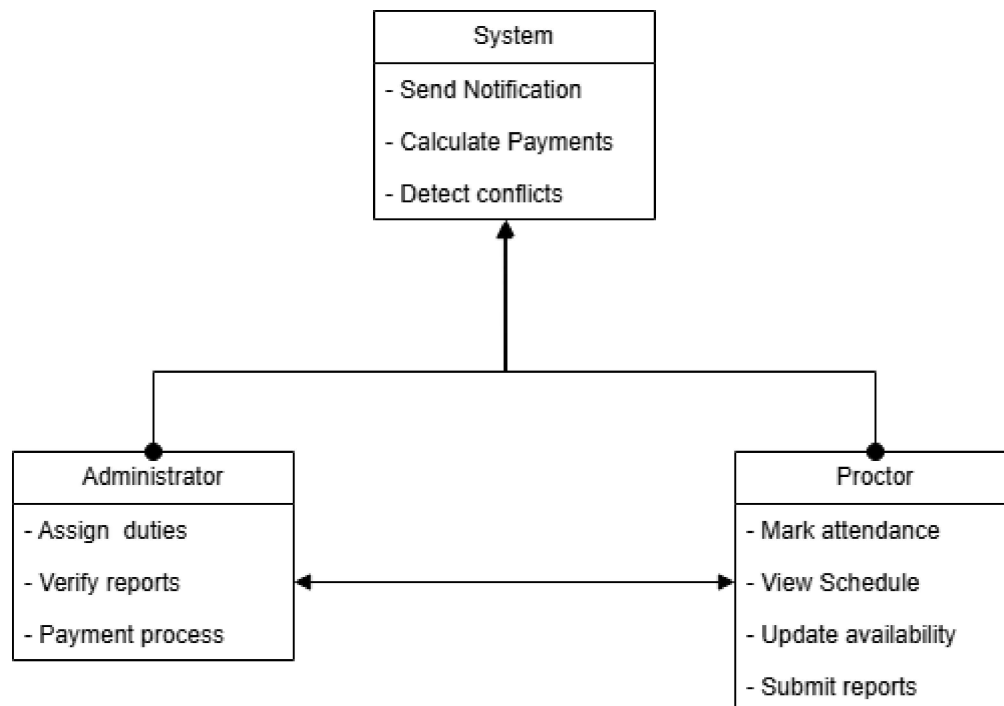 System
- Send Notification
- Calculate Payments
- Detect conflicts
Administrator
- Assign  duties
- Verify reports
- Payment process
Proctor
- Mark attendance
- View Schedule
- Update availability
- Submit reports